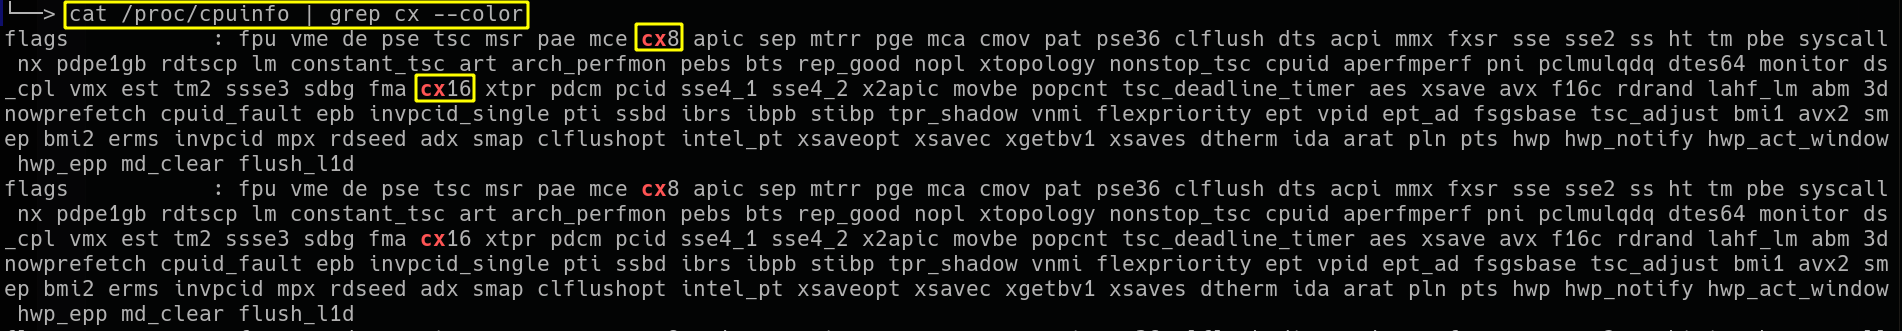 └──> cat /proc/cpuinfo | grep cx --color
flags           : fpu vme de pse tsc msr pae mce cx8 apic sep mtrr pge mca cmov pat pse36 clflush dts acpi mmx fxsr sse sse2 ss ht tm pbe syscall
 nx pdpe1gb rdtscp lm constant_tsc art arch_perfmon pebs bts rep_good nopl xtopology nonstop_tsc cpuid aperfmperf pni pclmulqdq dtes64 monitor ds
_cpl vmx est tm2 ssse3 sdbg fma cx16 xtpr pdcm pcid sse4_1 sse4_2 x2apic movbe popcnt tsc_deadline_timer aes xsave avx f16c rdrand lahf_lm abm 3d
nowprefetch cpuid_fault epb invpcid_single pti ssbd ibrs ibpb stibp tpr_shadow vnmi flexpriority ept vpid ept_ad fsgsbase tsc_adjust bmi1 avx2 sm
ep bmi2 erms invpcid mpx rdseed adx smap clflushopt intel_pt xsaveopt xsavec xgetbv1 xsaves dtherm ida arat pln pts hwp hwp_notify hwp_act_window
 hwp_epp md_clear flush_l1d
flags           : fpu vme de pse tsc msr pae mce cx8 apic sep mtrr pge mca cmov pat pse36 clflush dts acpi mmx fxsr sse sse2 ss ht tm pbe syscall
 nx pdpe1gb rdtscp lm constant_tsc art arch_perfmon pebs bts rep_good nopl xtopology nonstop_tsc cpuid aperfmperf pni pclmulqdq dtes64 monitor ds
_cpl vmx est tm2 ssse3 sdbg fma cx16 xtpr pdcm pcid sse4_1 sse4_2 x2apic movbe popcnt tsc_deadline_timer aes xsave avx f16c rdrand lahf_lm abm 3d
nowprefetch cpuid_fault epb invpcid_single pti ssbd ibrs ibpb stibp tpr_shadow vnmi flexpriority ept vpid ept_ad fsgsbase tsc_adjust bmi1 avx2 sm
ep bmi2 erms invpcid mpx rdseed adx smap clflushopt intel_pt xsaveopt xsavec xgetbv1 xsaves dtherm ida arat pln pts hwp hwp_notify hwp_act_window
 hwp_epp md_clear flush_l1d